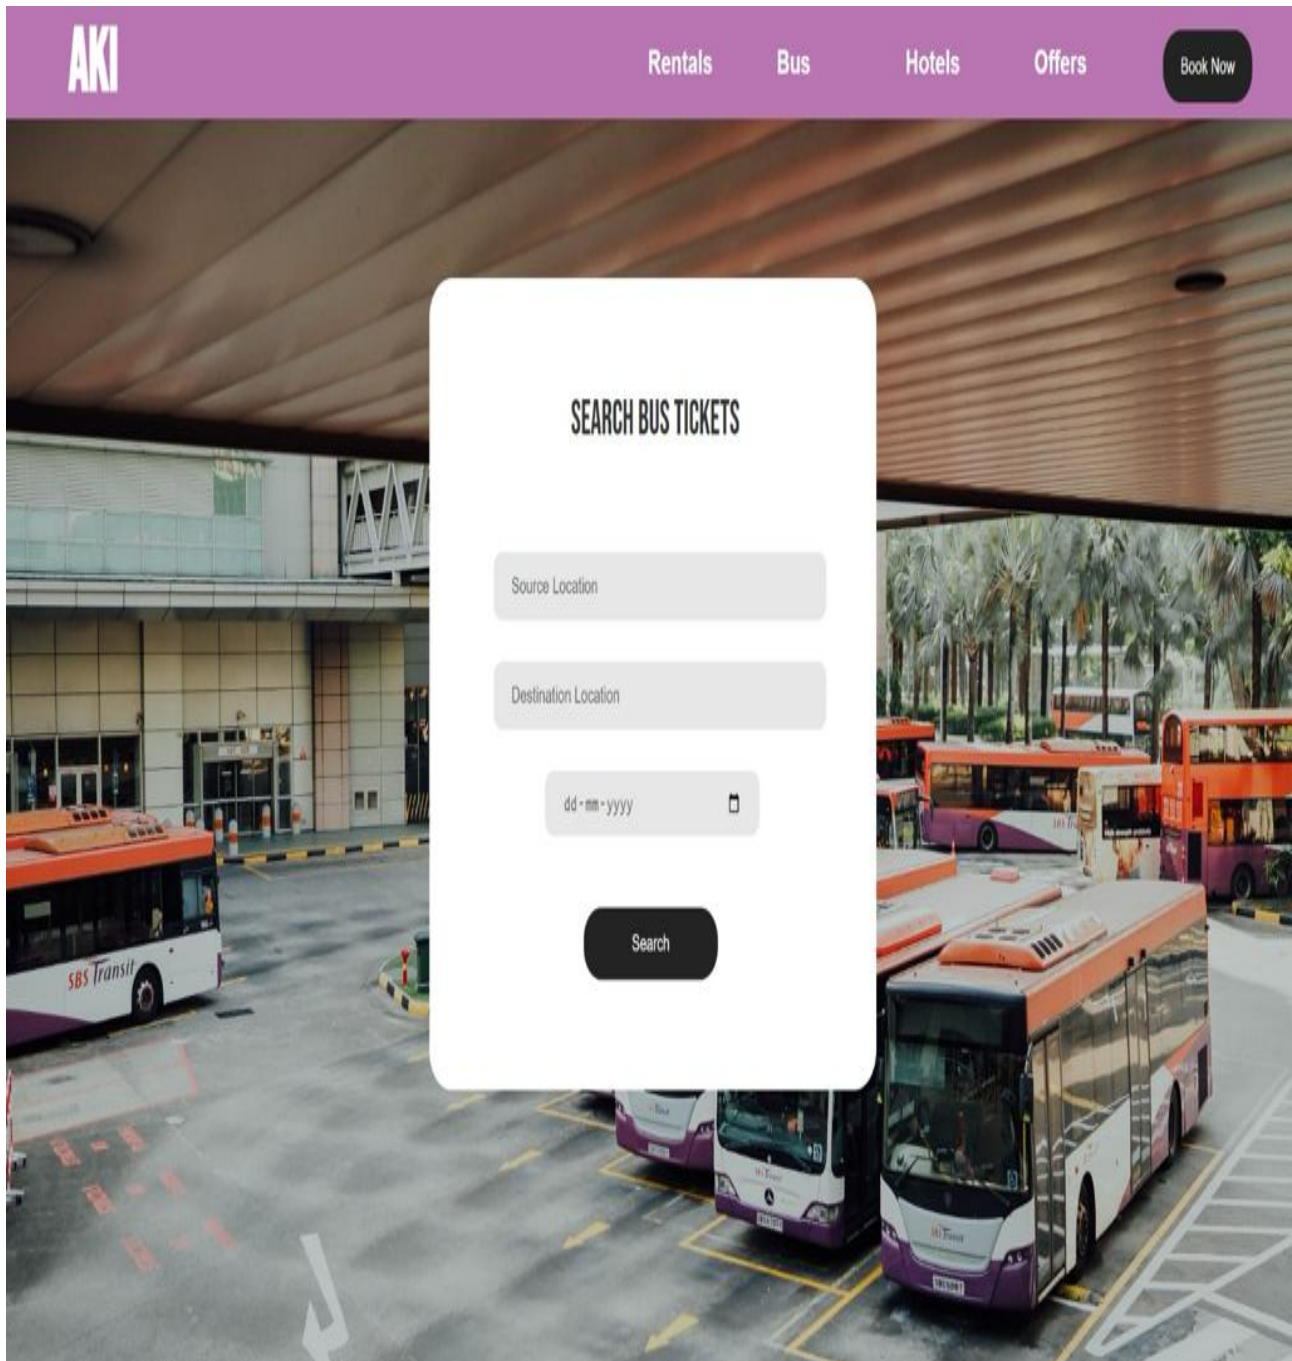 AKI
Rentals
Bus
Hotels
Offers
Book Now
SEARCH BUS TICKETS
Source Location
Destination Location
dd-mm-yyyy
Search
SBS Transit